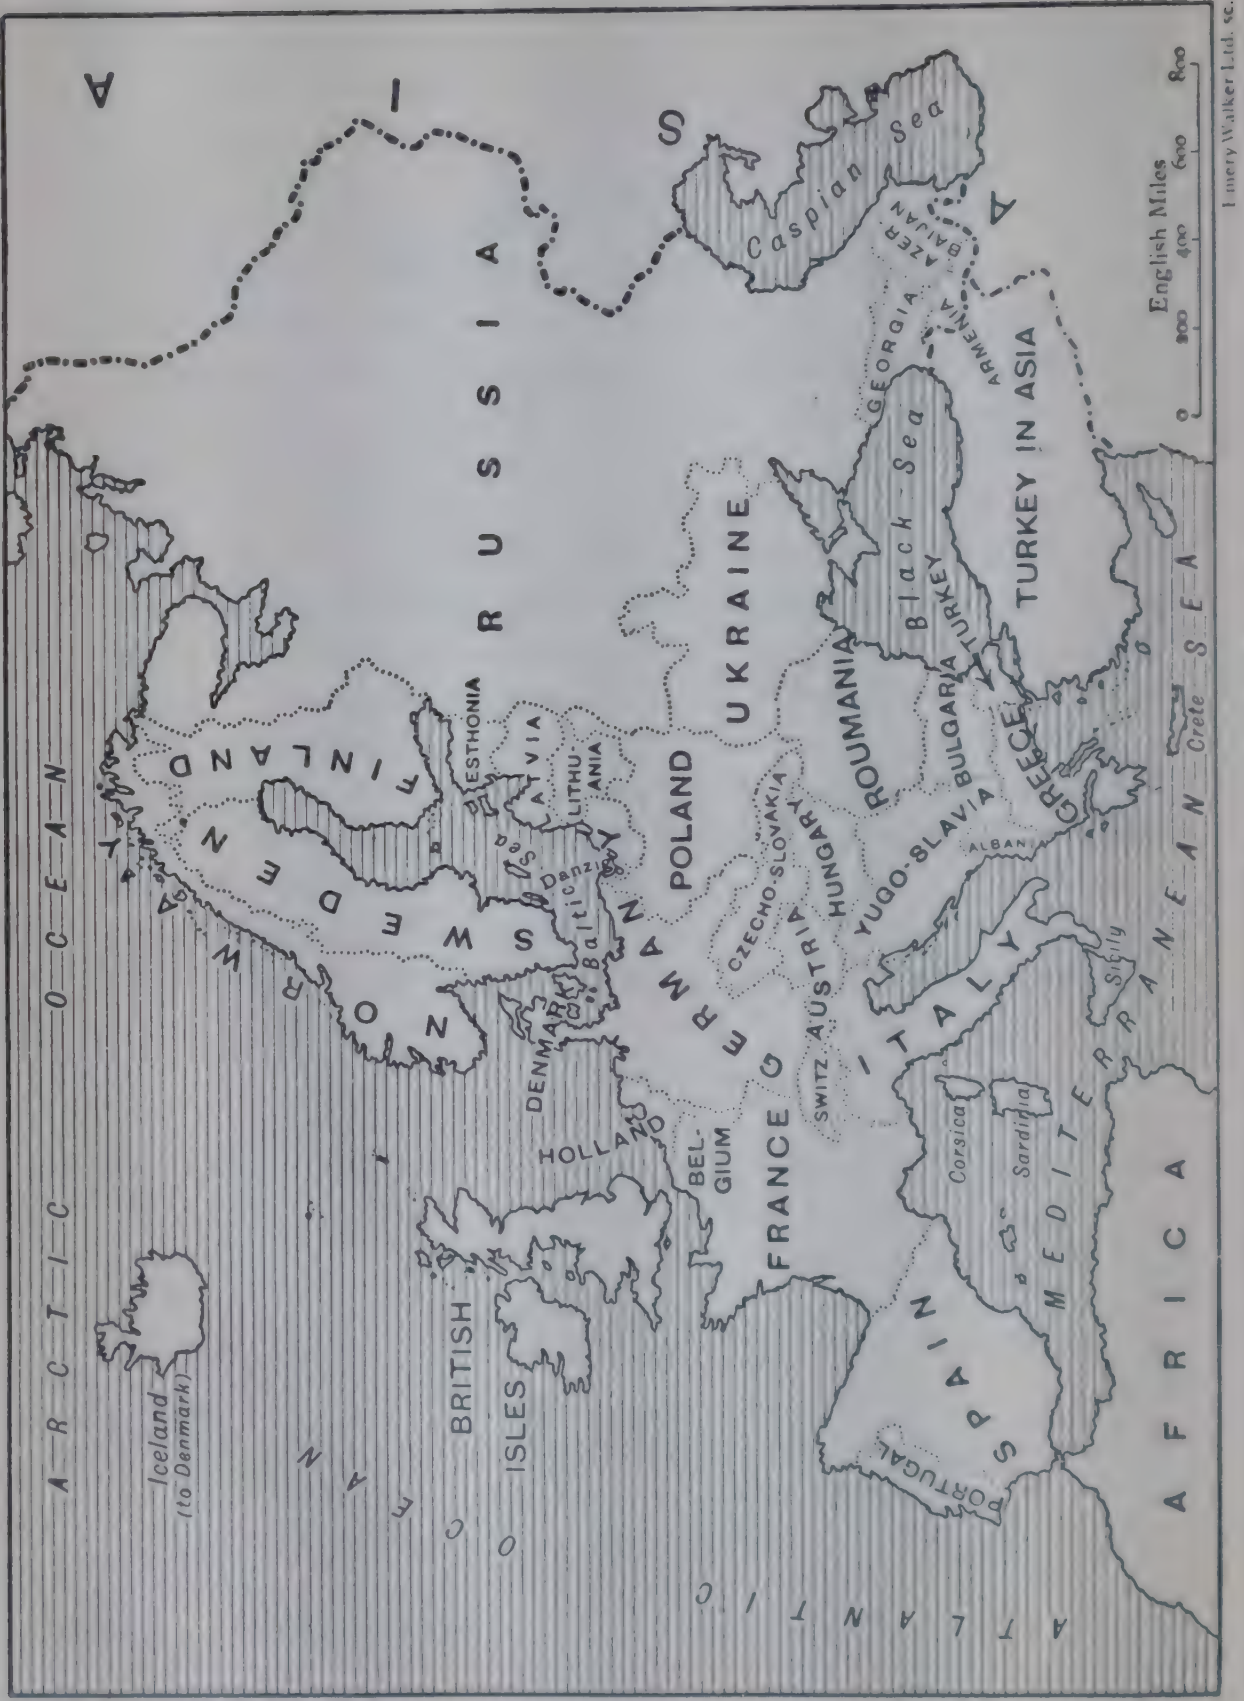 ARCTIC OCEAN
Iceland
(to Denmark)
ATLANTIC
OCEAN
NORWAY
SWEDEN
FINLAND
RUSSIA
ASIA
ESTHONIA
LATVIA
LITHU-
ANIA
Baltic Sea
Danzig
DENMARK
BRITISH
ISLES
HOLLAND
BEL-
GIUM
GERMANY
POLAND
UKRAINE
CZECHO-SLOVAKIA
FRANCE
SWITZ.
AUSTRIA
HUNGARY
ROUMANIA
YUGO-SLAVIA
BULGARIA
TURKEY
Black Sea
GEORGIA
AZER-
BAIJAN
ARMENIA
Caspian Sea
TURKEY IN ASIA
PORTUGAL
SPAIN
ITALY
ALBAN
GREECE
Corsica
Sardinia
Sicily
Crete
MEDITERRANEAN SEA
AFRICA
English Miles
0 200 400 600 800
Emery Walker Ltd. sc.